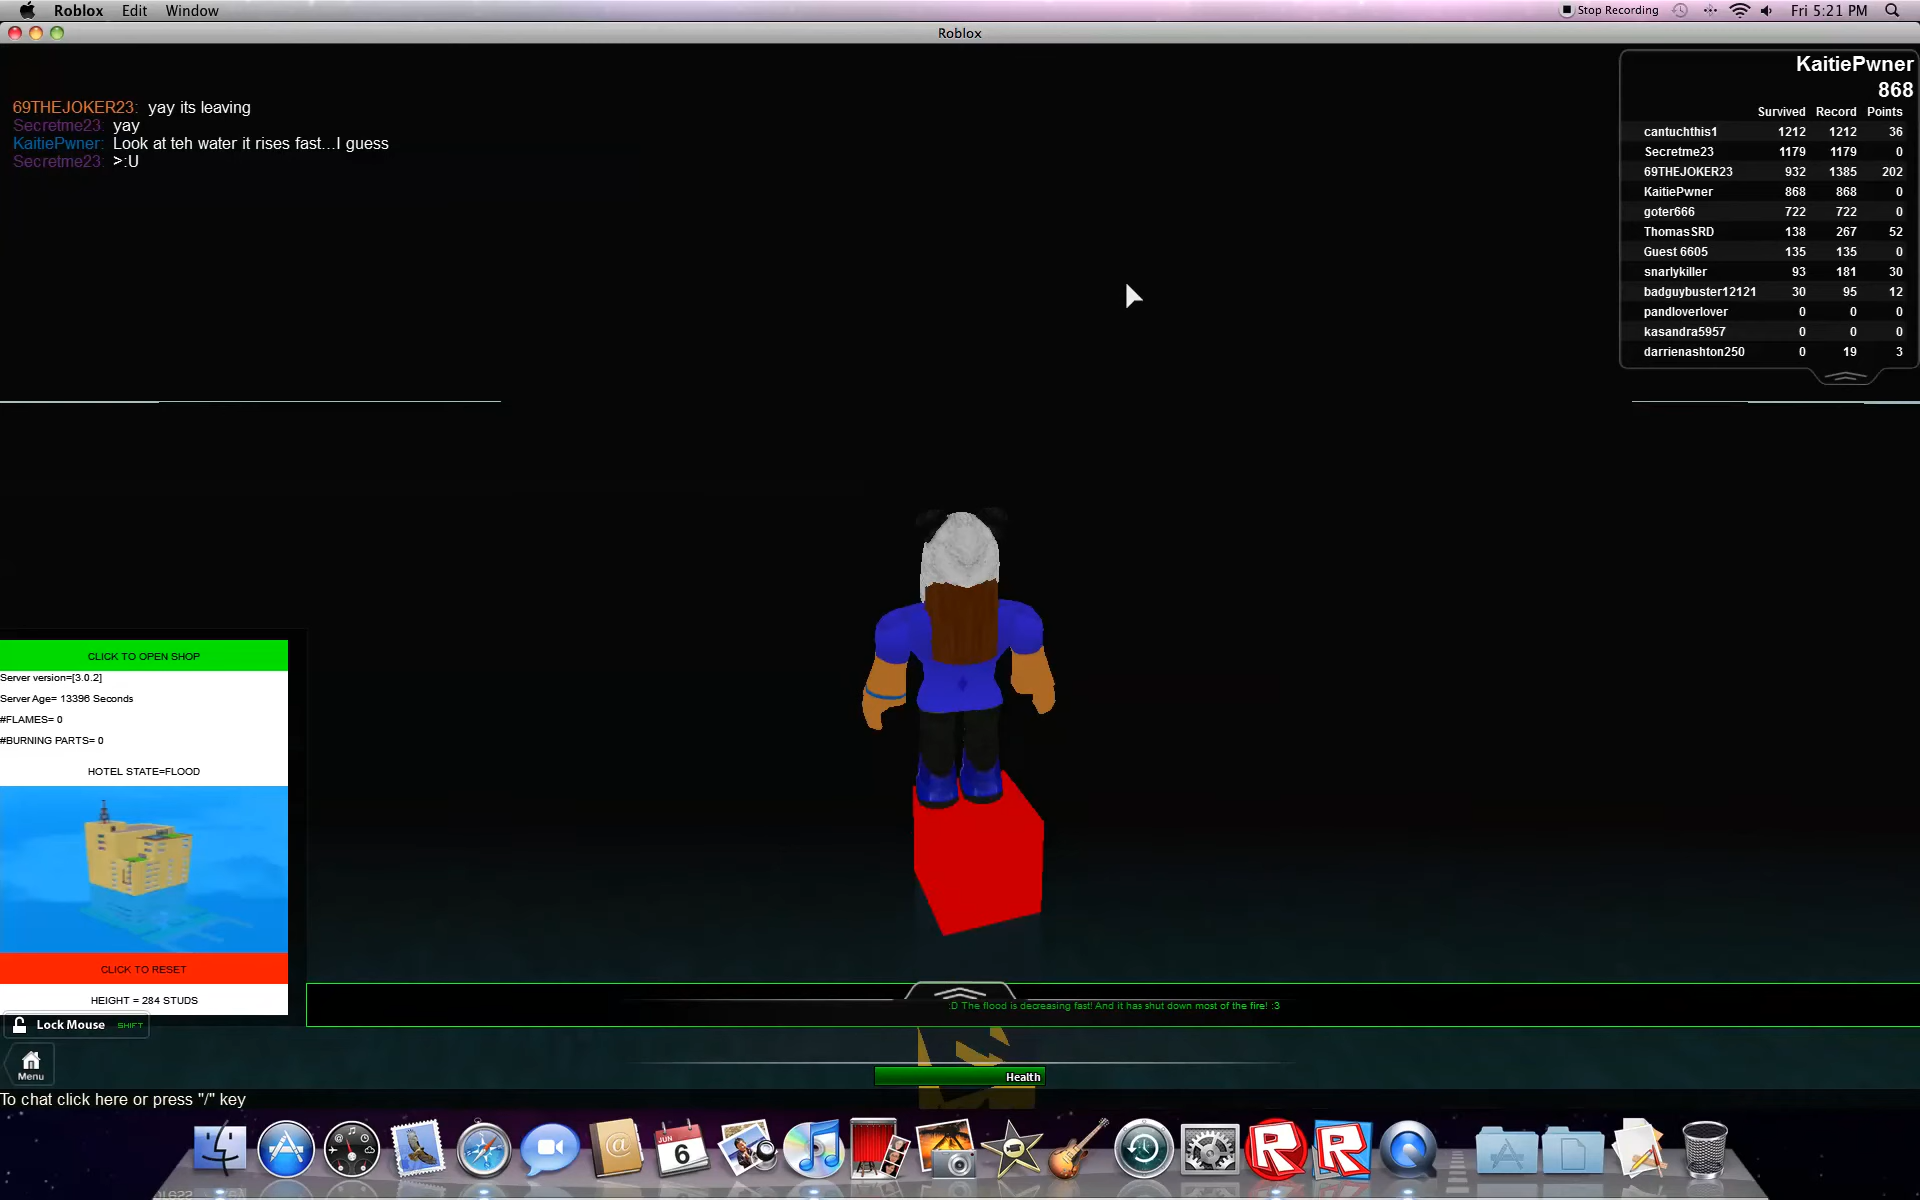 Roblox Edit Window Stop Recording Fri 5:21 PM
Roblox
69THEJOKER23: yay its leaving
Secretme23: yay
KaitiePwner: Look at teh water it rises fast...I guess
Secretme23: >:U
KaitiePwner
868
Survived Record Points
cantuchthis1 1212 1212 36
Secretme23 1179 1179 0
69THEJOKER23 932 1385 202
KaitiePwner 868 868 0
goter666 722 722 0
ThomasSRD 138 267 52
Guest 6605 135 135 0
snarlykiller 93 181 30
badguybuster12121 30 95 12
pandloverlover 0 0 0
kasandra5957 0 0 0
darrienashton250 0 19 3
CLICK TO OPEN SHOP
Server version=[3.0.2]
Server Age= 13396 Seconds
#FLAMES= 0
#BURNING PARTS= 0
HOTEL STATE=FLOOD
CLICK TO RESET
HEIGHT = 284 STUDS
:D The flood is decreasing fast! And it has shut down most of the fire! :3
Lock Mouse SHIFT
Menu
Health
To chat click here or press "/" key
JUN
6